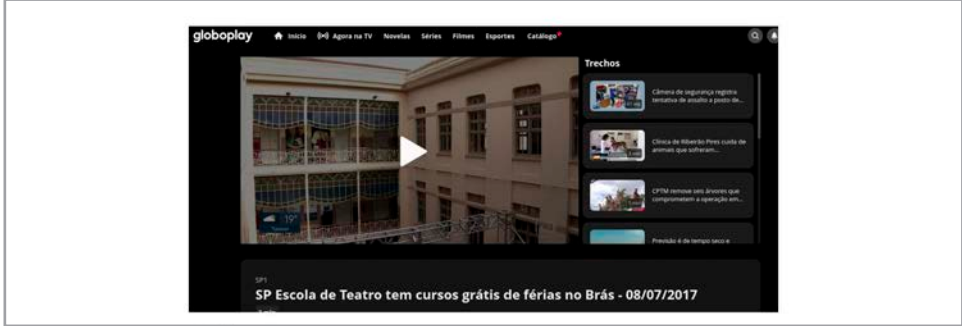 globoplay
Início
Agora na TV
Novelas
Séries
Filmes
Esportes
Catálogo
Trechos
Câmera de segurança registra
tentativa de assalto a posto de...
Clínica de Ribeirão Pires cuida de
animais que sofreram...
CPTM remove seis árvores que
comprometem a operação em...
Previsão é de tempo seco e
19°
SP1
SP Escola de Teatro tem cursos grátis de férias no Brás - 08/07/2017